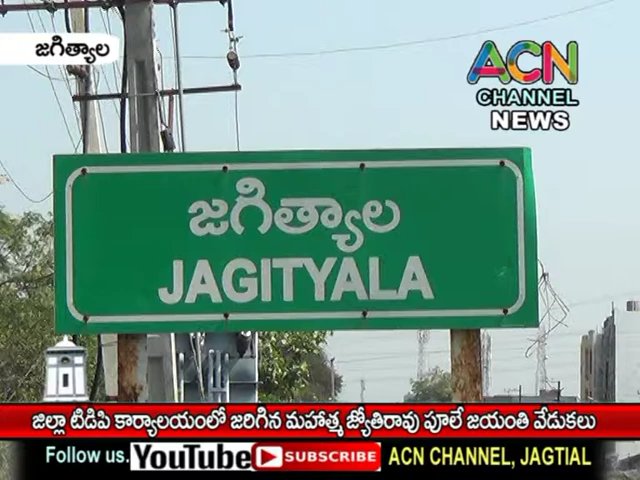 జగిత్యాల
ACN
CHANNEL
NEWS
జగిత్యాల
JAGITYALA
జిల్లా టిడిపి కార్యాలయంలో జరిగిన మహాత్మ జ్యోతిరావు పూలే జయంతి వేడుకలు
Follow us. YouTube SUBSCRIBE ACN CHANNEL, JAGTIAL